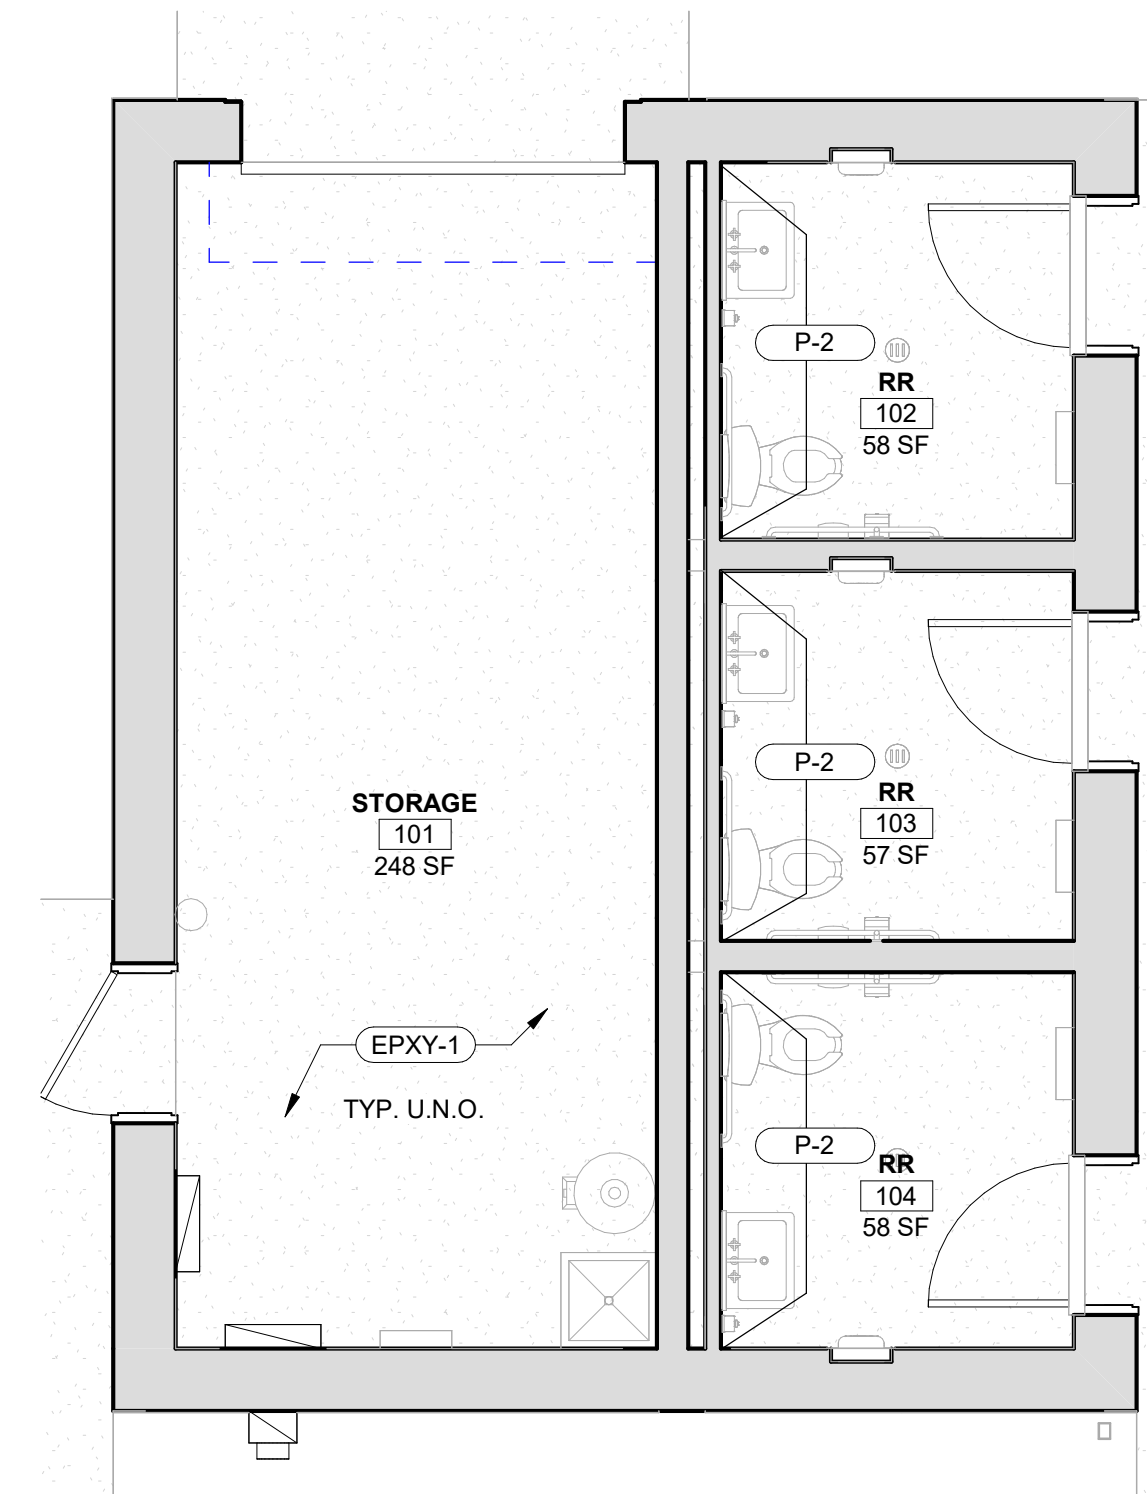 P-2
RR
102
58 SF
P-2
RR
103
57 SF
STORAGE
101
248 SF
EPXY-1
TYP. U.N.O.
P-2
RR
104
58 SF